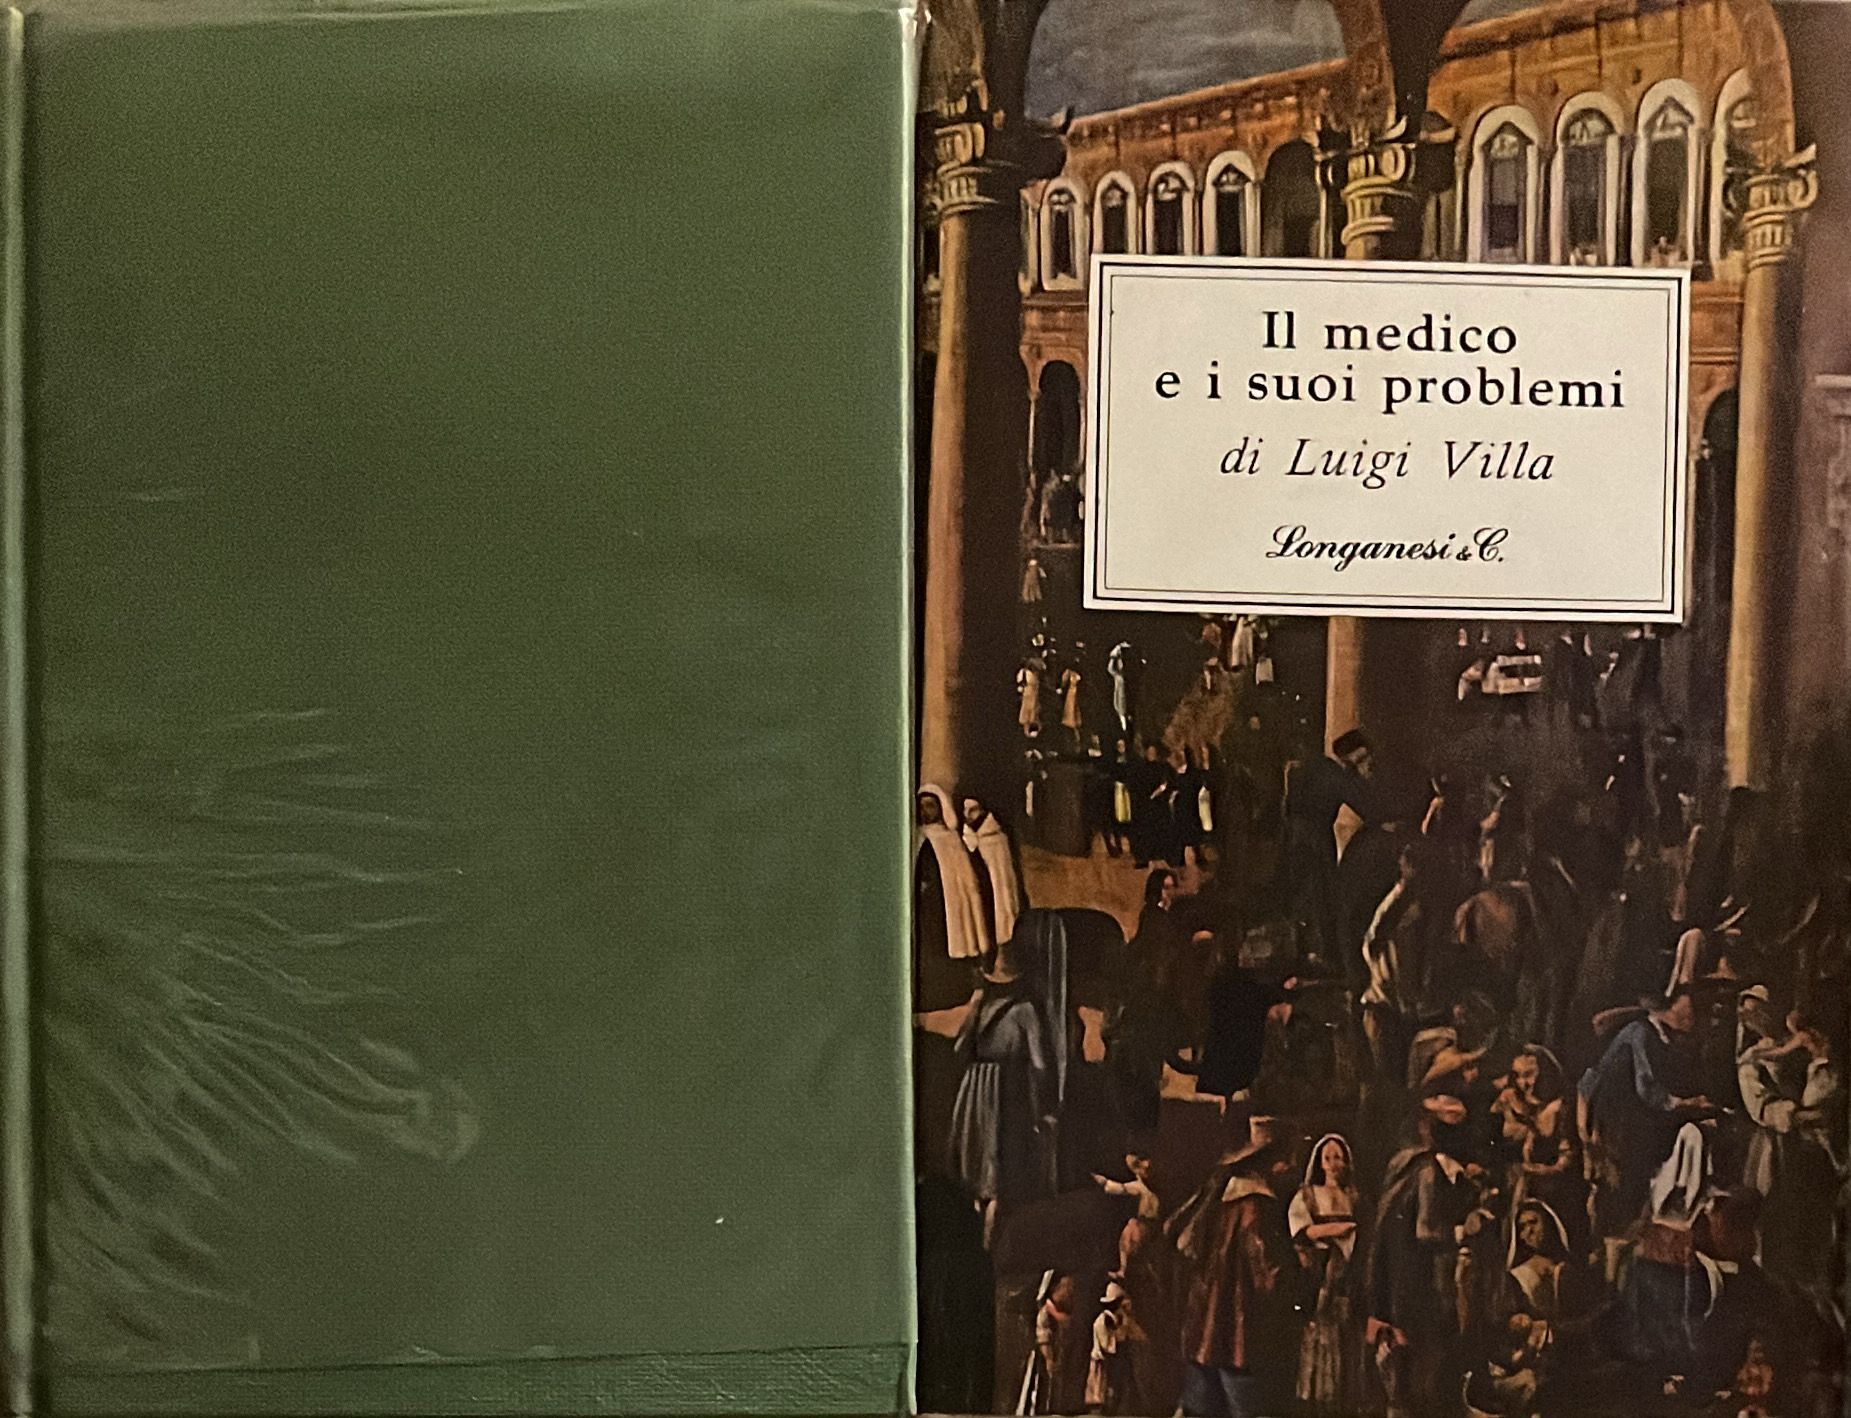 Il medico
e i suoi problemi
di Luigi Villa
Longanesi & C.